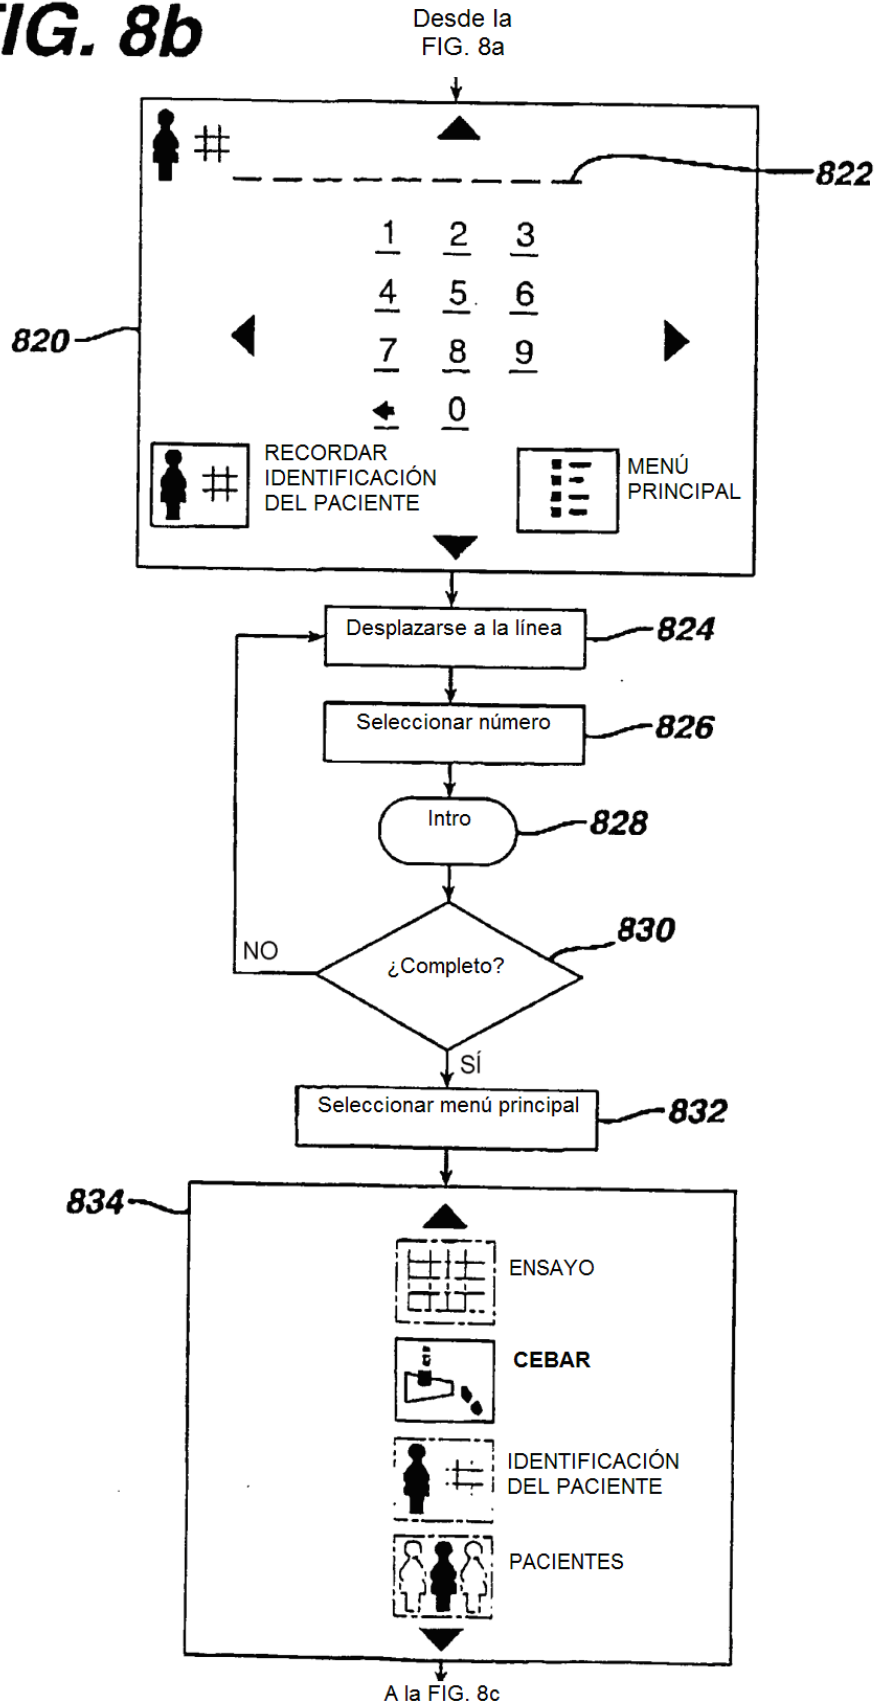 FIG. 8b
Desde la
FIG. 8a
822
1 2 3
4 5 6
820
7 8 9
0
RECORDAR
IDENTIFICACIÓN
DEL PACIENTE
MENÚ
PRINCIPAL
Desplazarse a la línea
824
Seleccionar número
826
Intro
828
830
¿Completo?
NO
SÍ
Seleccionar menú principal
832
834
ENSAYO
CEBAR
IDENTIFICACIÓN
DEL PACIENTE
PACIENTES
A la FIG. 8c